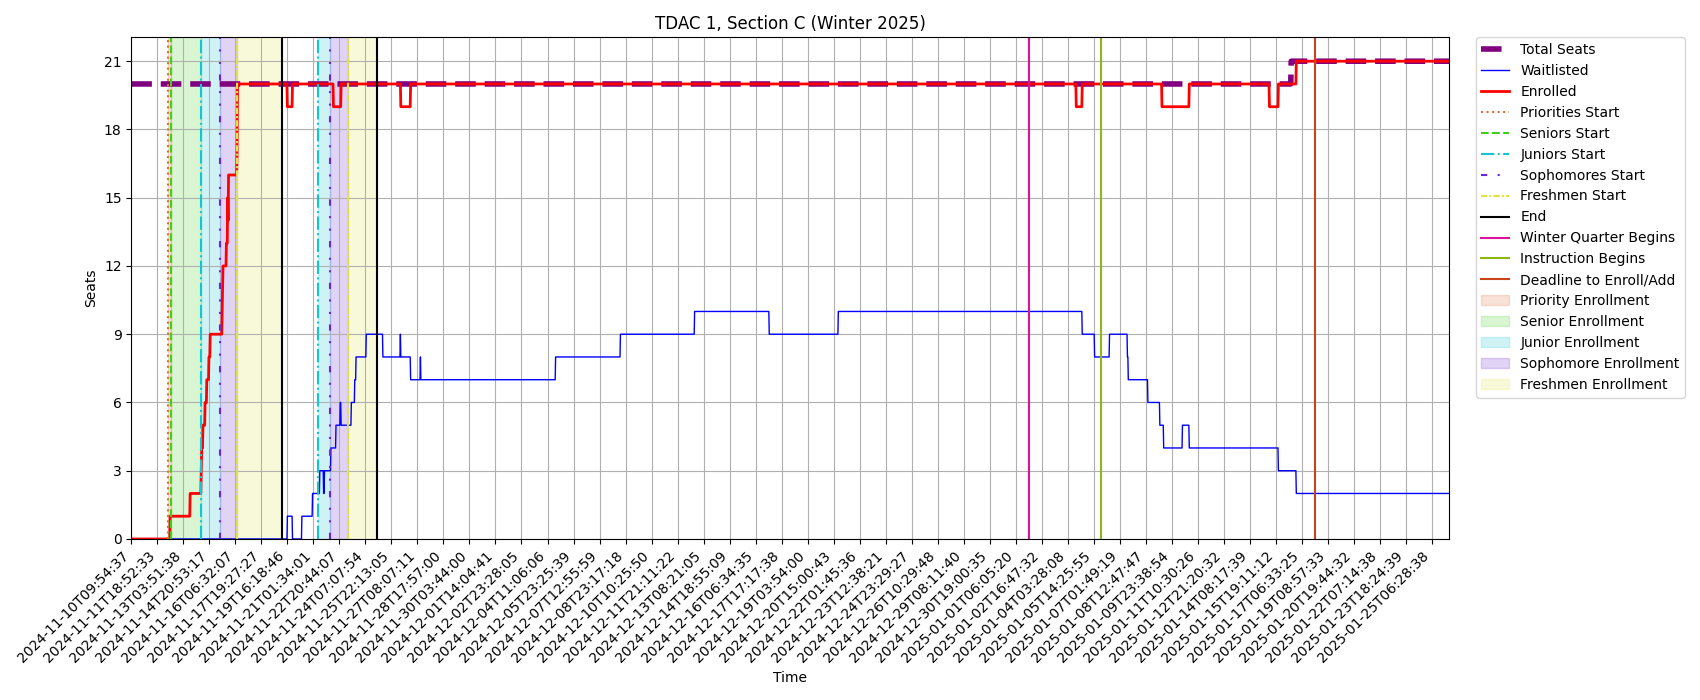 TDAC 1, Section C (Winter 2025)
Seats
21
18
15
12
9
6
3
0
2024-11-10T09:54:37
2024-11-11T18:52:33
2024-11-13T03:51:38
2024-11-14T20:53:17
2024-11-16T06:32:07
2024-11-17T19:27:27
2024-11-19T16:18:46
2024-11-21T01:34:01
2024-11-22T20:44:07
2024-11-24T07:07:54
2024-11-25T22:13:05
2024-11-27T08:07:11
2024-11-28T17:57:00
2024-11-30T03:44:00
2024-12-01T14:04:41
2024-12-02T23:28:05
2024-12-04T11:06:06
2024-12-05T23:25:39
2024-12-07T12:55:59
2024-12-08T23:17:18
2024-12-10T10:25:50
2024-12-11T21:11:22
2024-12-13T08:21:05
2024-12-14T18:55:09
2024-12-16T06:34:35
2024-12-17T17:17:38
2024-12-19T03:54:00
2024-12-20T15:00:43
2024-12-22T01:45:36
2024-12-23T12:38:21
2024-12-24T23:29:27
2024-12-26T10:29:48
2024-12-29T08:11:40
2024-12-30T19:00:35
2025-01-01T06:05:20
2025-01-02T16:47:32
2025-01-04T03:28:08
2025-01-05T14:25:55
2025-01-07T01:49:19
2025-01-08T12:47:47
2025-01-09T23:38:54
2025-01-11T10:30:26
2025-01-12T21:20:32
2025-01-14T08:17:39
2025-01-15T19:11:12
2025-01-17T06:33:25
2025-01-19T08:57:33
2025-01-20T19:44:32
2025-01-22T07:14:38
2025-01-23T18:24:39
2025-01-25T06:28:38
Time
Total Seats
Waitlisted
Enrolled
Priorities Start
Seniors Start
Juniors Start
Sophomores Start
Freshmen Start
End
Winter Quarter Begins
Instruction Begins
Deadline to Enroll/Add
Priority Enrollment
Senior Enrollment
Junior Enrollment
Sophomore Enrollment
Freshmen Enrollment